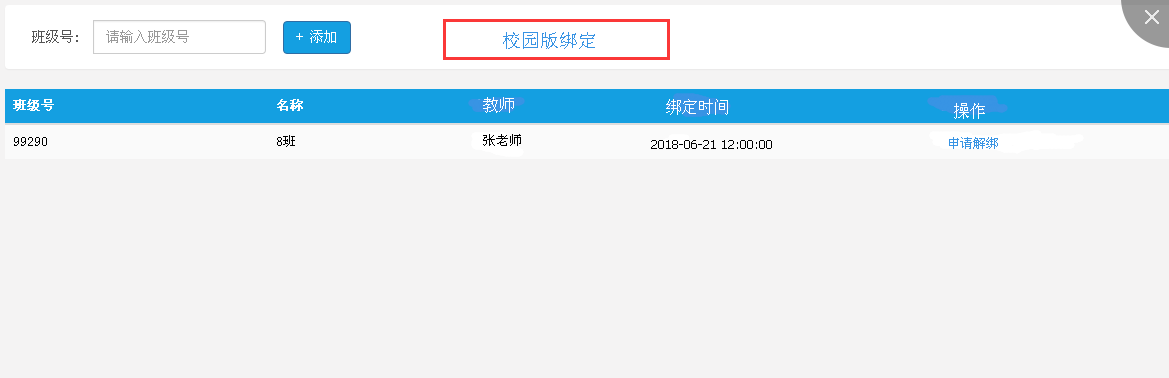 班级号： 请输入班级号 + 添加 校园版绑定
班级号 名称 教师 绑定时间 操作
99290 8班 张老师 2018-06-21 12:00:00 申请解绑